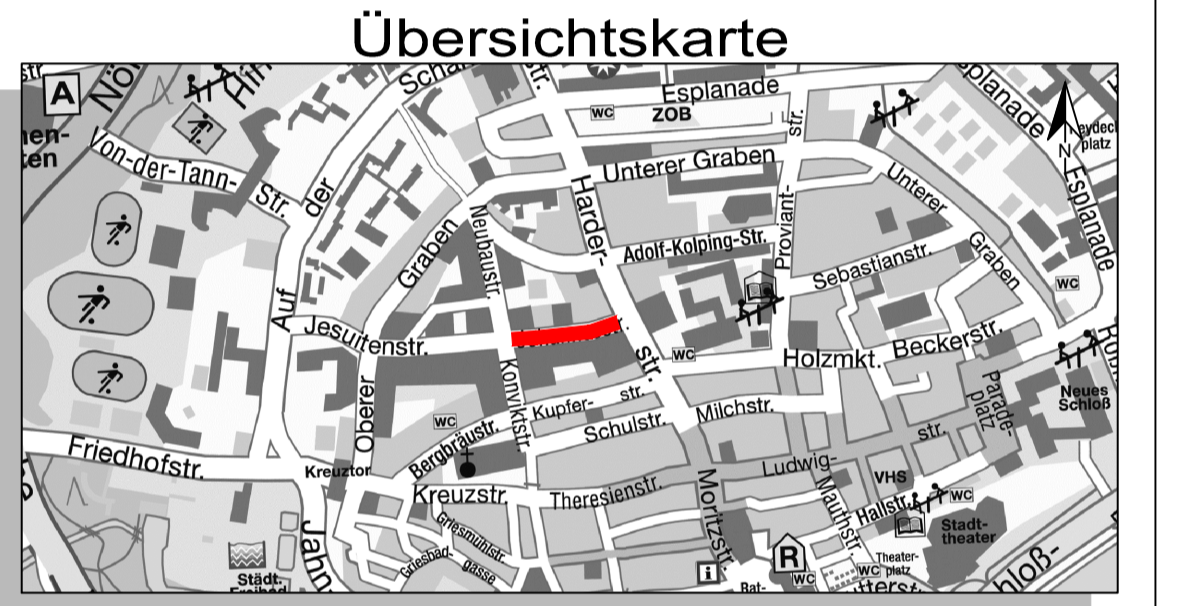 Übersichtskarte
A
Von-der-Tann-
Str.
Auf
der
Esplanade
ZOB
WC
Unterer Graben
str.
Esplanade
platz
N
Esplanade
Unterer
Graben
Harder-
str.
Adolf-Kolping-Str.
Proviant-
Sebastianstr.
WC
Graben
Neubaustr.
Jesuitenstr.
Oberer
Konviktstr.
WC
Holzmkt.
Beckerstr.
Parade-
platz
Neues
Schloß
Kupfer-
str.
Schulstr.
Milchstr.
WC
Bergbräustr.
Friedhofstr.
Kreuztor
Kreuzstr.
Theresienstr.
Moritzstr.
Ludwig-
str.
VHS
Mauthstr.
Hallstr.
WC
Stadt-
theater
Theater-
platz
WC
R
WC
i
Griesmühlstr.
Griesbad-
gasse
Städt.
Rat-